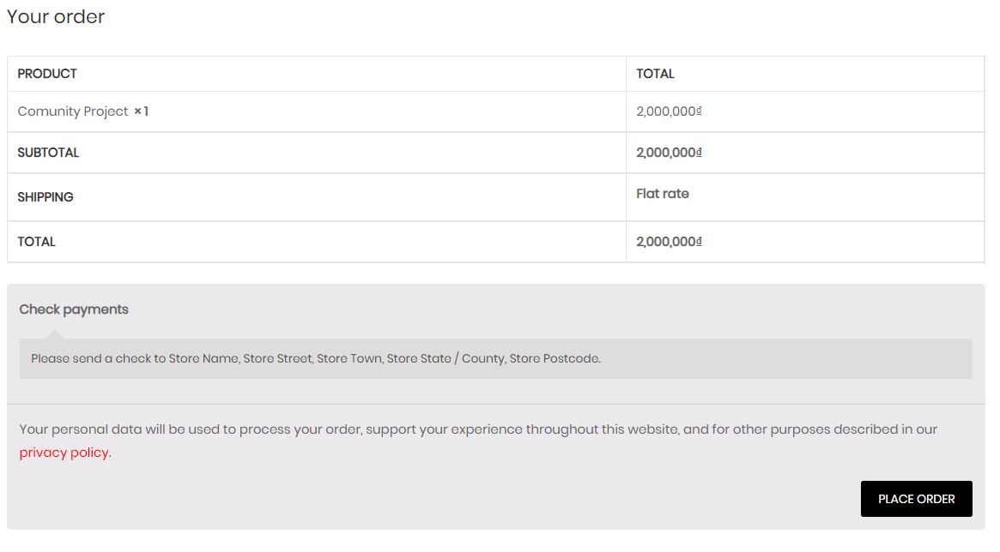 Your order
PRODUCT TOTAL
Comunity Project × 1 2,000,000₫
SUBTOTAL 2,000,000₫
SHIPPING Flat rate
TOTAL 2,000,000₫
Check payments
Please send a check to Store Name, Store Street, Store Town, Store State / County, Store Postcode.
Your personal data will be used to process your order, support your experience throughout this website, and for other purposes described in our
privacy policy.
PLACE ORDER